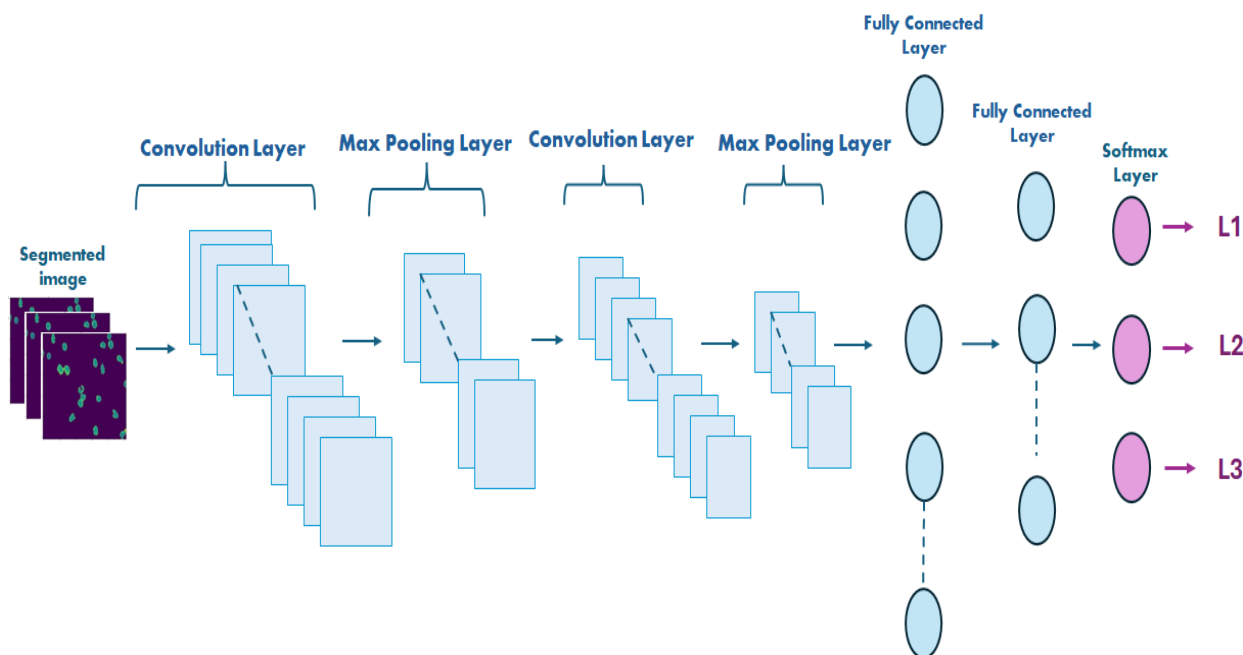 Segmented
image
Convolution Layer
Max Pooling Layer
Convolution Layer
Max Pooling Layer
Fully Connected
Layer
Fully Connected
Layer
Softmax
Layer
L1
L2
L3